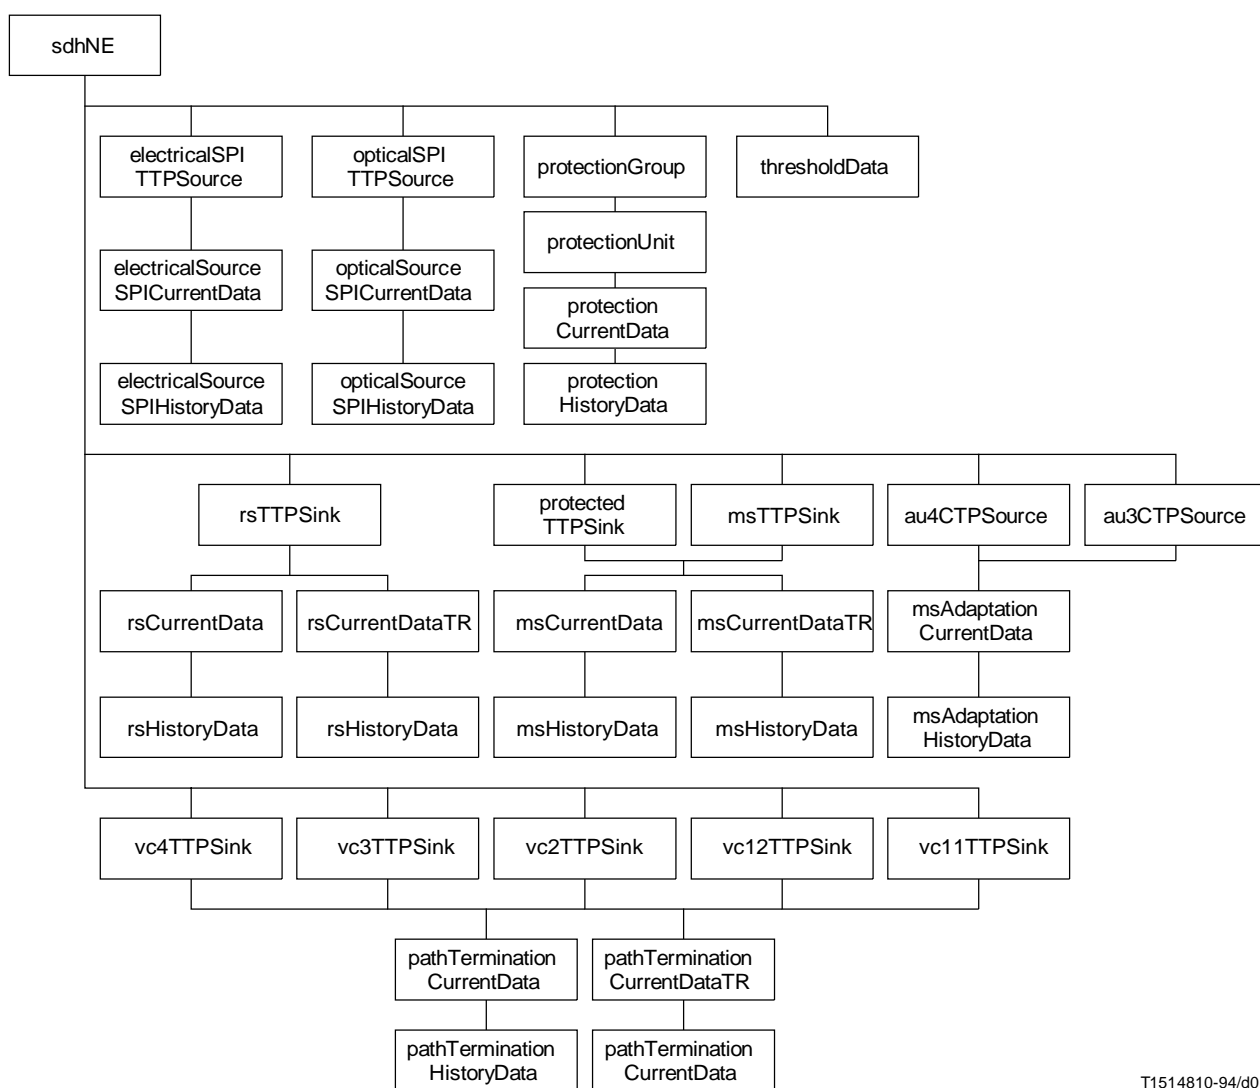 sdhNE
electricalSPI
TTPSource
opticalSPI
TTPSource
protectionGroup
thresholdData
protectionUnit
electricalSource
SPICurrentData
opticalSource
SPICurrentData
protection
CurrentData
electricalSource
SPIHistoryData
opticalSource
SPIHistoryData
protection
HistoryData
rsTTPSink
protected
TTPSink
msTTPSink
au4CTPSource
au3CTPSource
rsCurrentData
rsCurrentDataTR
msCurrentData
msCurrentDataTR
msAdaptation
CurrentData
rsHistoryData
rsHistoryData
msHistoryData
msHistoryData
msAdaptation
HistoryData
vc4TTPSink
vc3TTPSink
vc2TTPSink
vc12TTPSink
vc11TTPSink
pathTermination
CurrentData
pathTermination
CurrentDataTR
pathTermination
HistoryData
pathTermination
CurrentData
T1514810-94/d0